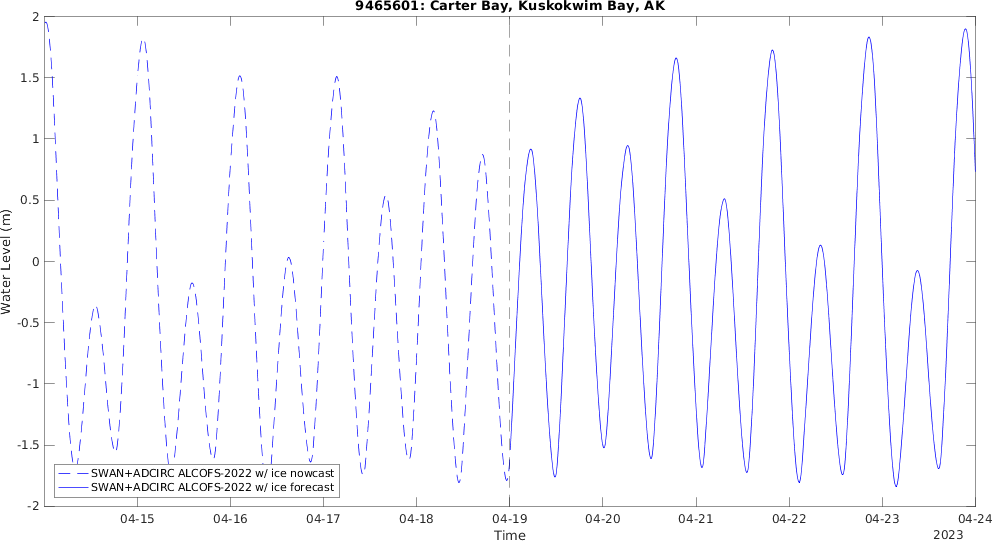 9465601: Carter Bay, Kuskokwim Bay, AK
2
1.5
1
0.5
0
-0.5
-1
-1.5
-2
Water Level (m)
SWAN+ADCIRC ALCOFS-2022 w/ ice nowcast
SWAN+ADCIRC ALCOFS-2022 w/ ice forecast
04-15 04-16 04-17 04-18 04-19 04-20 04-21 04-22 04-23 04-24
Time
2023